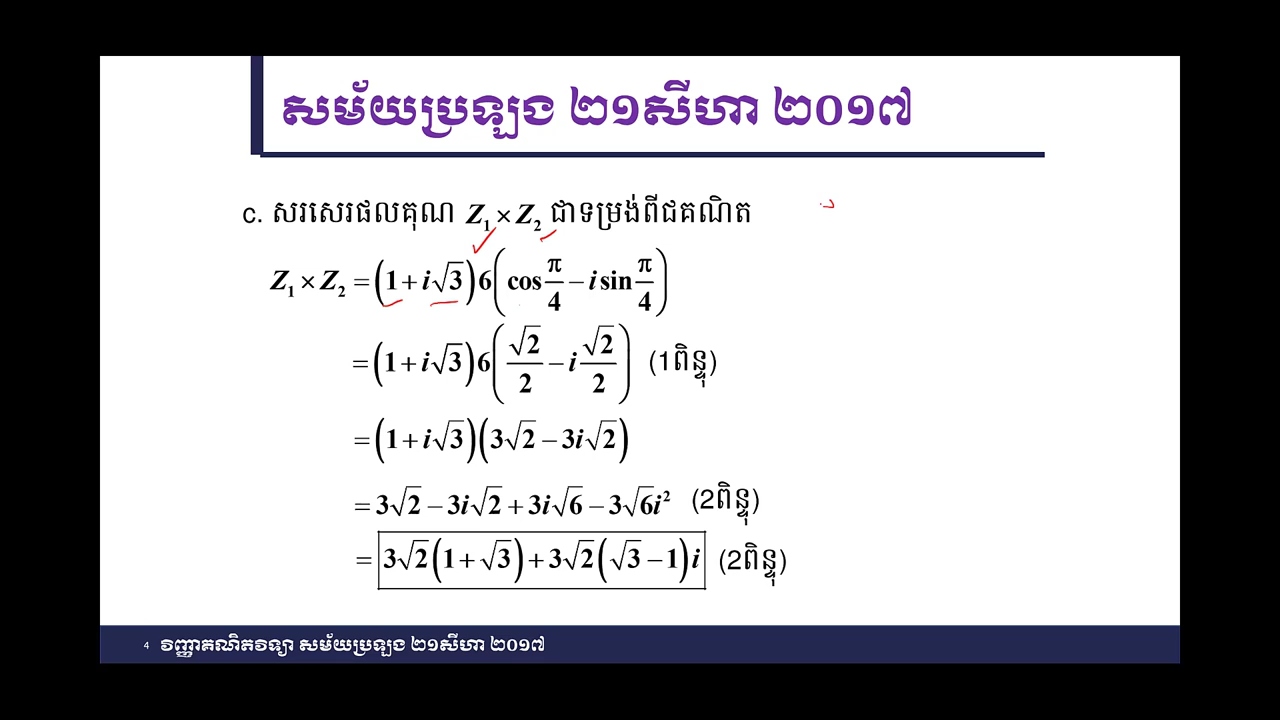 សម័យប្រឡង ២១សីហា ២០១៧
c. សរសេរផលគុណ Z₁ × Z₂ ជាទម្រង់ពីជគណិត
Z₁ × Z₂ = (1 + i√3)6(cos π/4 − i sin π/4)
= (1 + i√3)6(√2/2 − i √2/2) (1ពិន្ទុ)
= (1 + i√3)(3√2 − 3i√2)
= 3√2 − 3i√2 + 3i√6 − 3√6i² (2ពិន្ទុ)
= 3√2(1 + √3) + 3√2(√3 − 1)i (2ពិន្ទុ)
4 វិញ្ញាគណិតវិទ្យា សម័យប្រឡង ២១សីហា ២០១៧